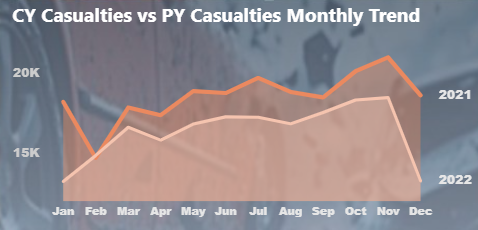 CY Casualties vs PY Casualties Monthly Trend
20K
2021
15K
2022
Jan Feb Mar Apr May Jun Jul Aug Sep Oct Nov Dec